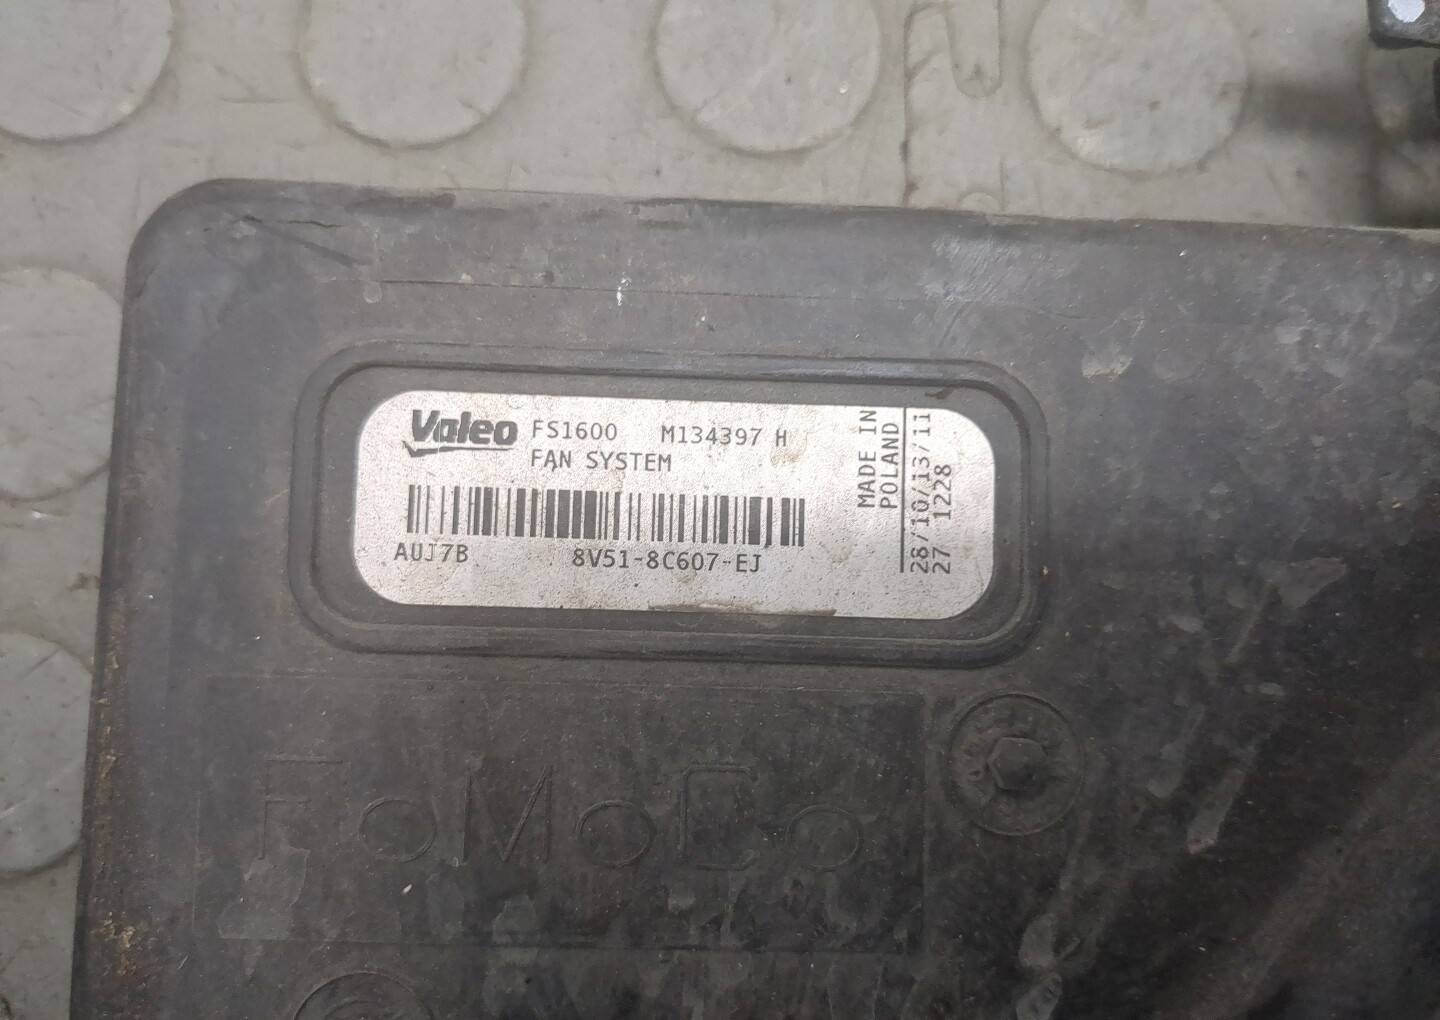 Valeo FS1600 M134397 H
FAN SYSTEM
AUJ7B 8V51-8C607-EJ
MADE IN
POLAND
28/10/13/11
27 1228
FoMoCo